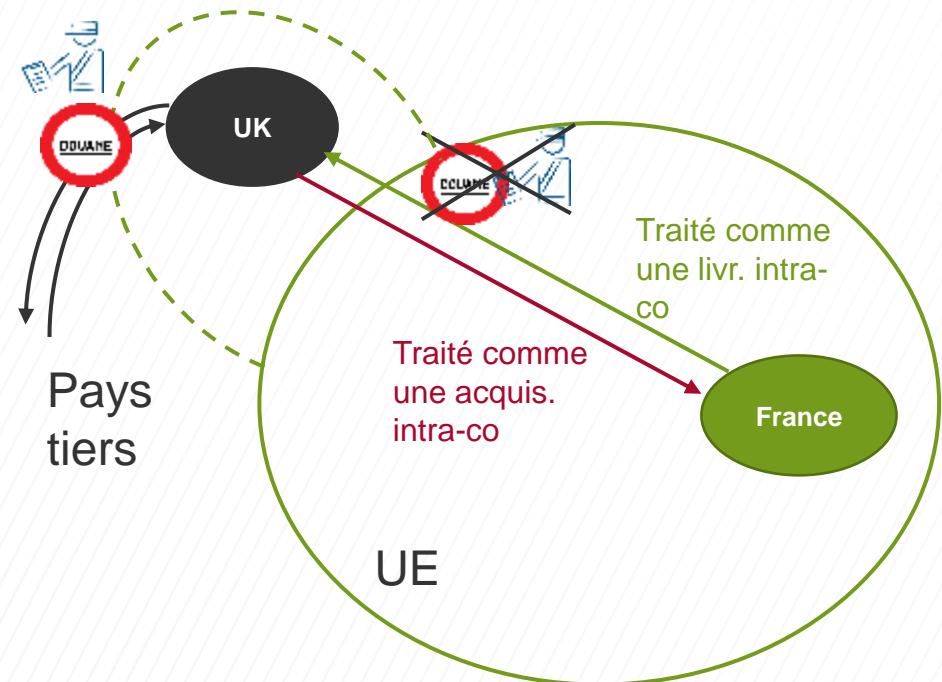 DOUANE
UK
DOUANE
Traité comme
une livr. intra-
co
Traité comme
une acquis.
intra-co
France
Pays
tiers
UE